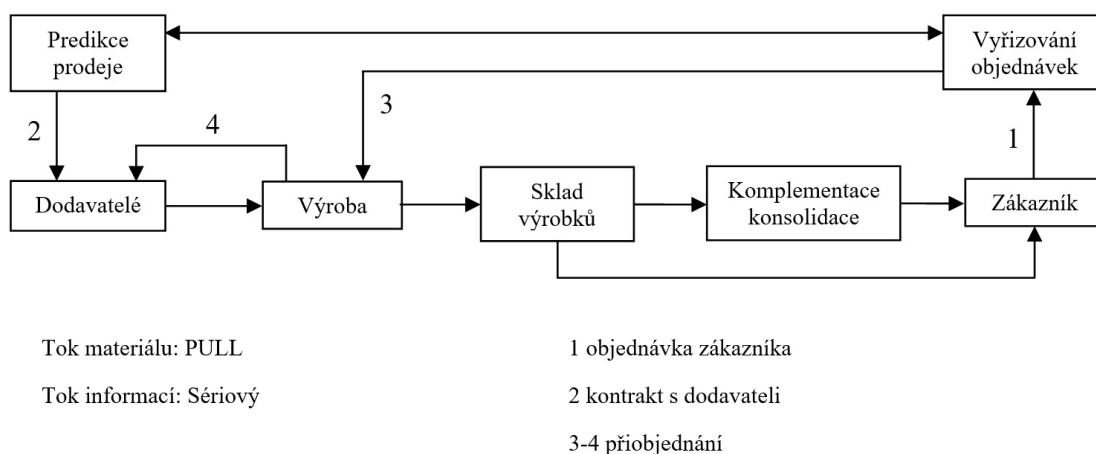 Predikce
prodeje
Vyřizování
objednávek
2
4
3
1
Dodavatelé
Výroba
Sklad
výrobků
Komplementace
konsolidace
Zákazník
Tok materiálu: PULL
1 objednávka zákazníka
Tok informací: Sériový
2 kontrakt s dodavateli
3-4 přiobjednání